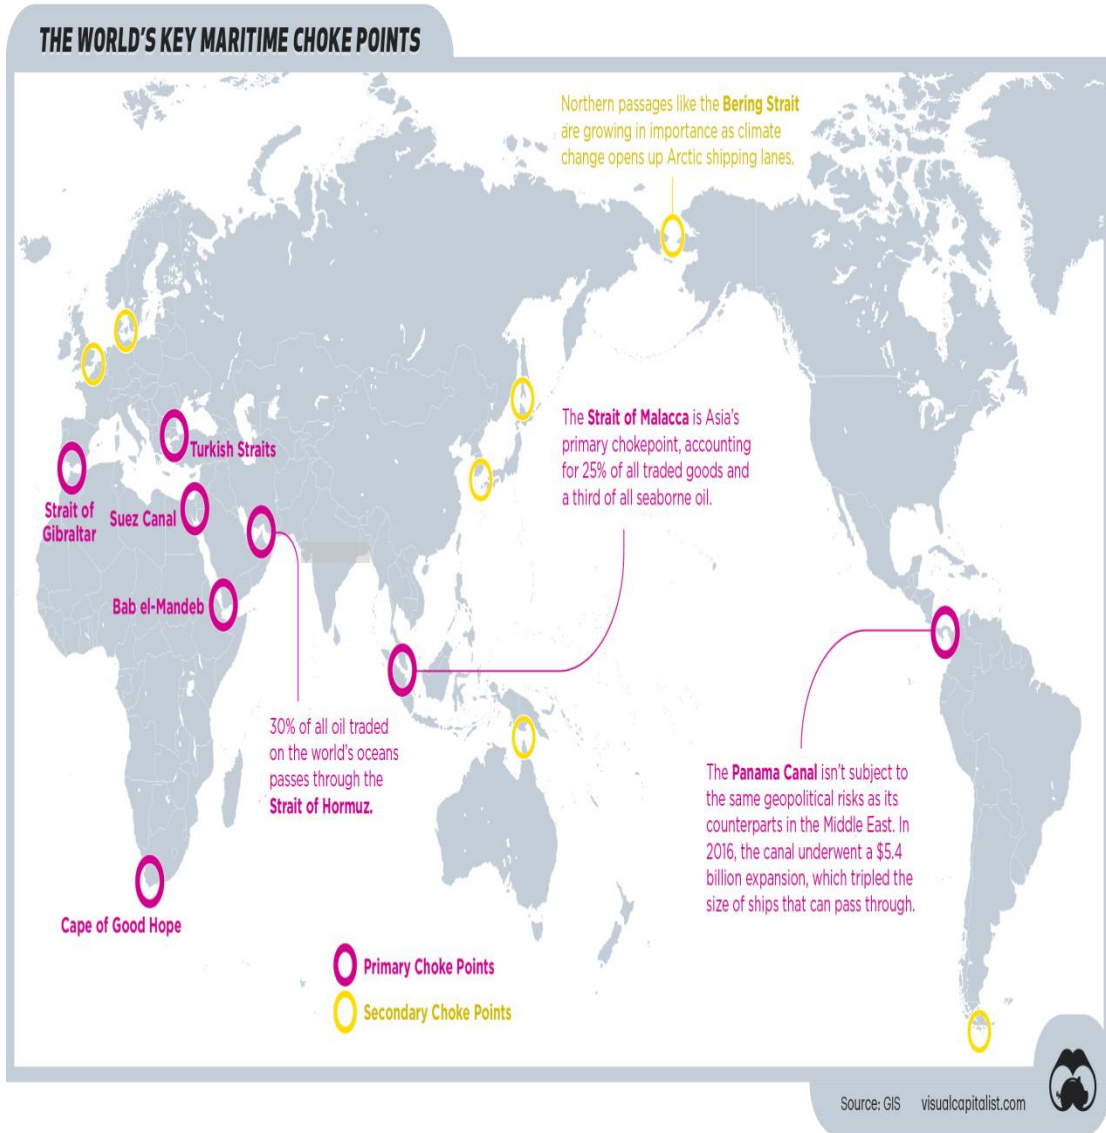 THE WORLD'S KEY MARITIME CHOKE POINTS
Northern passages like the Bering Strait
are growing in importance as climate
change opens up Arctic shipping lanes.
The Strait of Malacca is Asia's
primary chokepoint, accounting
for 25% of all traded goods and
a third of all seaborne oil.
Turkish Straits
Strait of
Gibraltar
Suez Canal
Bab el-Mandeb
30% of all oil traded
on the world's oceans
passes through the
Strait of Hormuz.
The Panama Canal isn't subject to
the same geopolitical risks as its
counterparts in the Middle East. In
2016, the canal underwent a $5.4
billion expansion, which tripled the
size of ships that can pass through.
Cape of Good Hope
Primary Choke Points
Secondary Choke Points
Source: GIS visualcapitalist.com